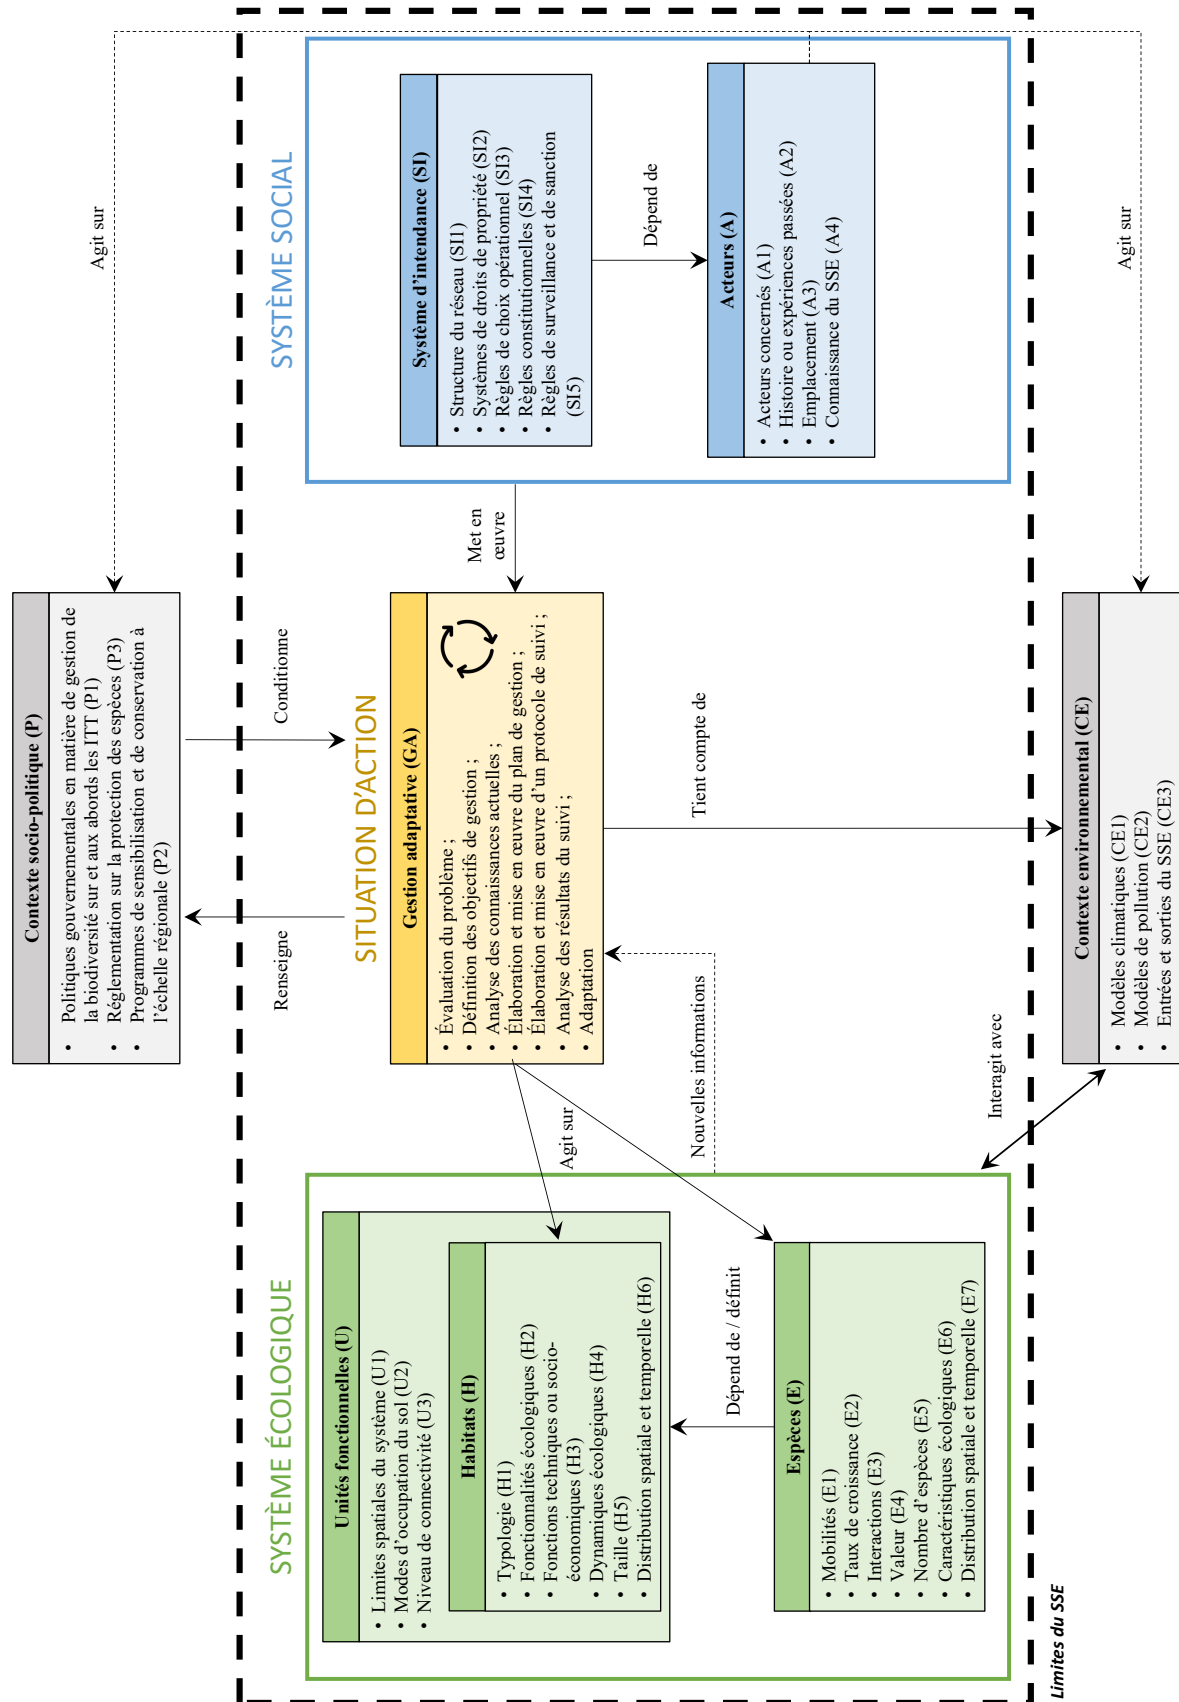 Contexte socio-politique (P)
• Politiques gouvernementales en matière de gestion de
la biodiversité sur et aux abords les ITT (P1)
• Réglementation sur la protection des espèces (P3)
• Programmes de sensibilisation et de conservation à
l'échelle régionale (P2)
Agit sur
Renseigne
Conditionne
SYSTÈME ÉCOLOGIQUE
Unités fonctionnelles (U)
• Limites spatiales du système (U1)
• Modes d'occupation du sol (U2)
• Niveau de connectivité (U3)
Habitats (H)
• Typologie (H1)
• Fonctionnalités écologiques (H2)
• Fonctions techniques ou socio-
économiques (H3)
• Dynamiques écologiques (H4)
• Taille (H5)
• Distribution spatiale et temporelle (H6)
Dépend de / définit
Espèces (E)
• Mobilités (E1)
• Taux de croissance (E2)
• Interactions (E3)
• Valeur (E4)
• Nombre d'espèces (E5)
• Caractéristiques écologiques (E6)
• Distribution spatiale et temporelle (E7)
Agit sur
Nouvelles informations
SITUATION D'ACTION
Gestion adaptative (GA)
• Évaluation du problème ;
• Définition des objectifs de gestion ;
• Analyse des connaissances actuelles ;
• Élaboration et mise en œuvre du plan de gestion ;
• Élaboration et mise en œuvre d'un protocole de suivi ;
• Analyse des résultats du suivi ;
• Adaptation
Met en
œuvre
SYSTÈME SOCIAL
Système d'intendance (SI)
• Structure du réseau (SI1)
• Systèmes de droits de propriété (SI2)
• Règles de choix opérationnel (SI3)
• Règles constitutionnelles (SI4)
• Règles de surveillance et de sanction
(SI5)
Dépend de
Acteurs (A)
• Acteurs concernés (A1)
• Histoire ou expériences passées (A2)
• Emplacement (A3)
• Connaissance du SSE (A4)
Tient compte de
Interagit avec
Agit sur
Limites du SSE
Contexte environnemental (CE)
• Modèles climatiques (CE1)
• Modèles de pollution (CE2)
• Entrées et sorties du SSE (CE3)